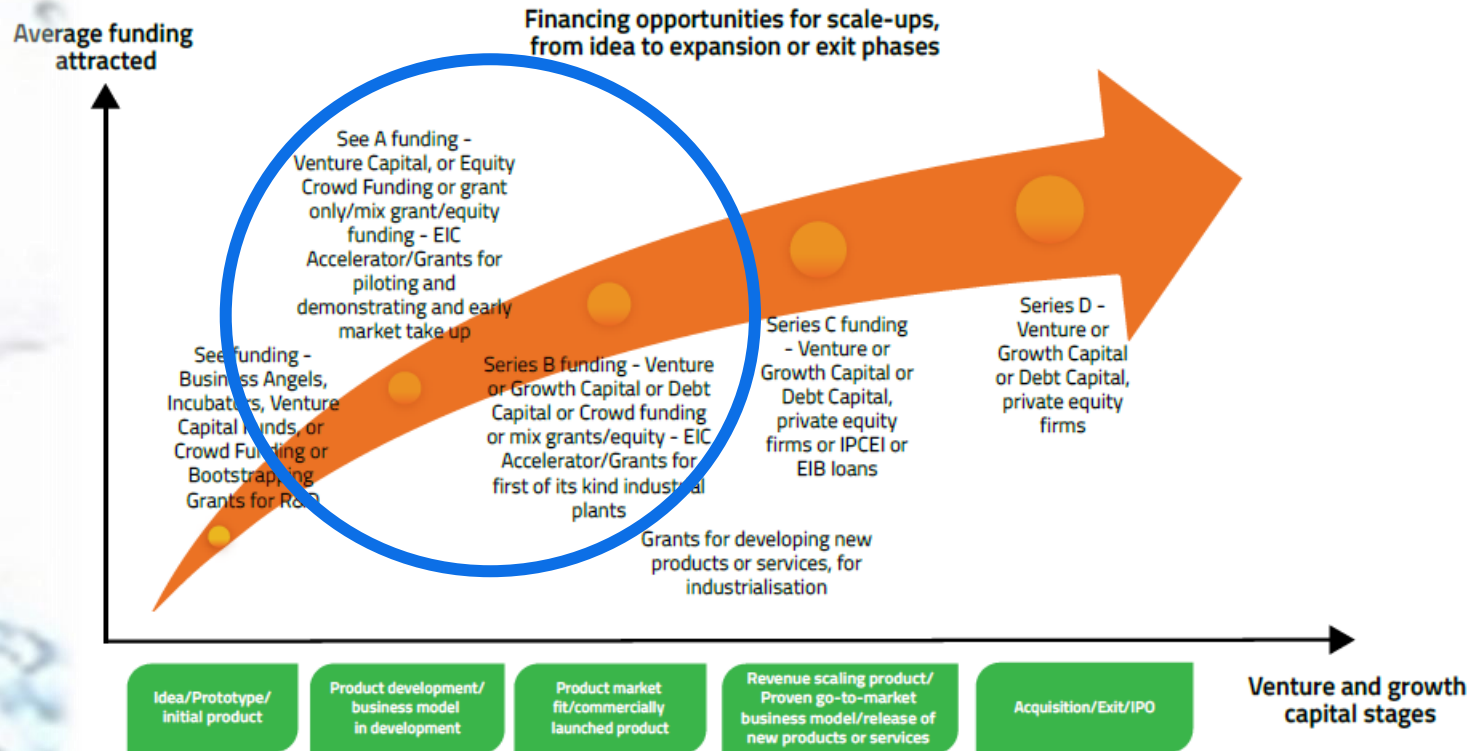 Average funding
attracted
Financing opportunities for scale-ups,
from idea to expansion or exit phases
See A funding -
Venture Capital, or Equity
Crowd Funding or grant
only/mix grant/equity
funding - EIC
Accelerator/Grants for
piloting and
demonstrating and early
market take up
See funding -
Business Angels,
Incubators, Venture
Capital Funds, or
Crowd Funding or
Bootstrapping
Grants for R&D
Series B funding - Venture
or Growth Capital or Debt
Capital or Crowd funding
or mix grants/equity - EIC
Accelerator/Grants for
first of its kind industrial
plants
Series C funding
- Venture or
Growth Capital or
Debt Capital,
private equity
firms or IPCEI or
EIB loans
Series D -
Venture or
Growth Capital
or Debt Capital,
private equity
firms
Grants for developing new
products or services, for
industrialisation
Idea/Prototype/
initial product
Product development/
business model
in development
Product market
fit/commercially
launched product
Revenue scaling product/
Proven go-to-market
business model/release of
new products or services
Acquisition/Exit/IPO
Venture and growth
capital stages